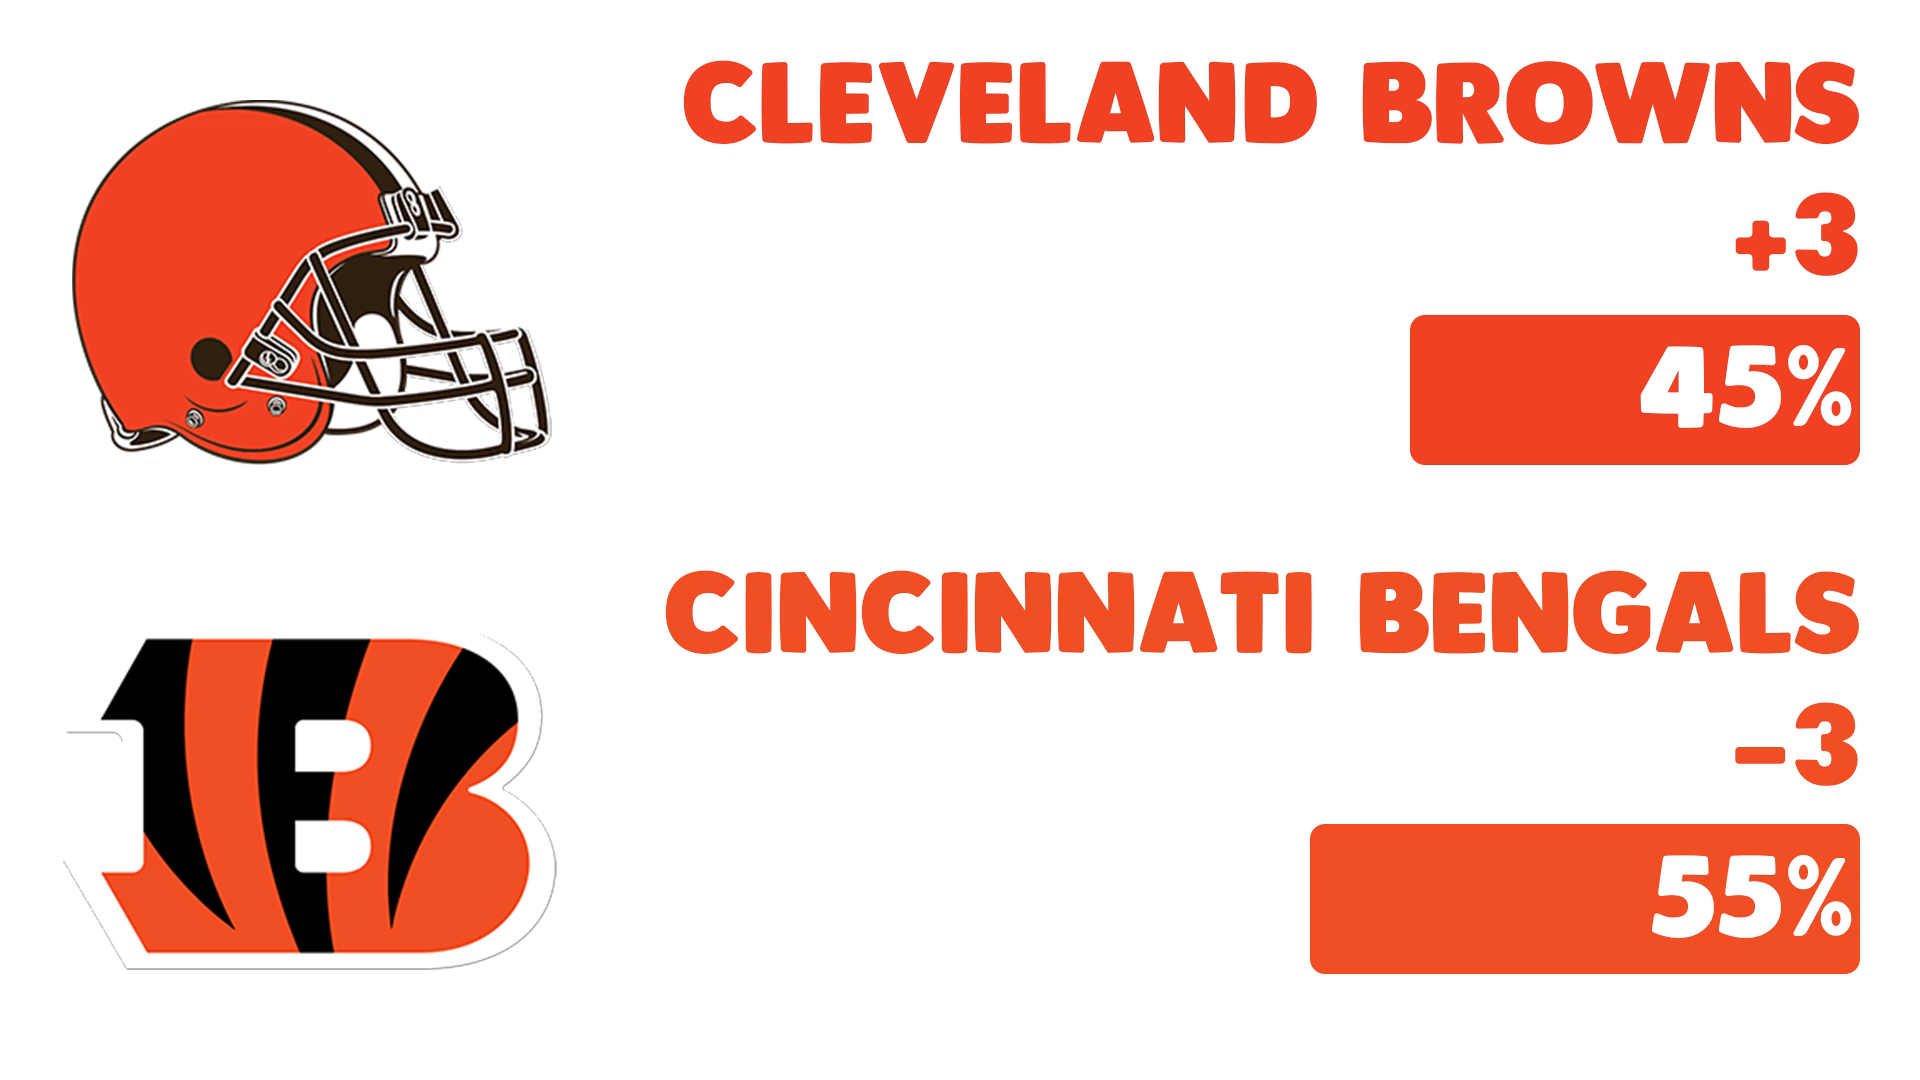 CLEVELAND BROWNS
+3
45%
CINCINNATI BENGALS
-3
55%